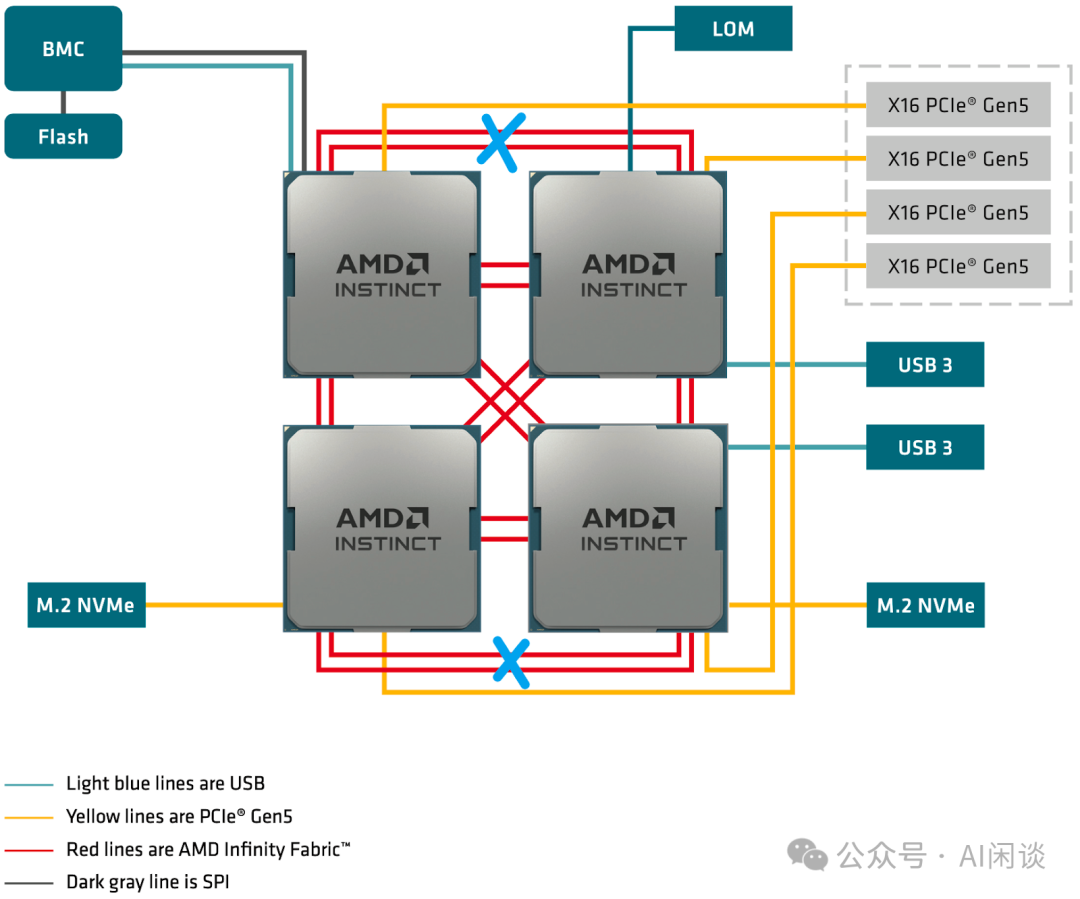 BMC
LOM
Flash
X16 PCIe® Gen5
X16 PCIe® Gen5
X16 PCIe® Gen5
X16 PCIe® Gen5
AMD
INSTINCT
AMD
INSTINCT
USB 3
USB 3
AMD
INSTINCT
AMD
INSTINCT
M.2 NVMe
M.2 NVMe
Light blue lines are USB
Yellow lines are PCIe® Gen5
Red lines are AMD Infinity Fabric™
Dark gray line is SPI
公众号 · AI闲谈